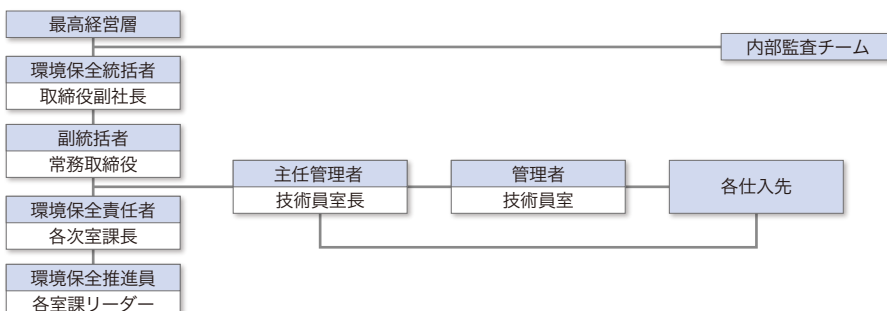 最高経営層
内部監査チーム
環境保全統括者
取締役副社長
副統括者
常務取締役
主任管理者
技術員室長
管理者
技術員室
各仕入先
環境保全責任者
各次室課長
環境保全推進員
各室課リーダー